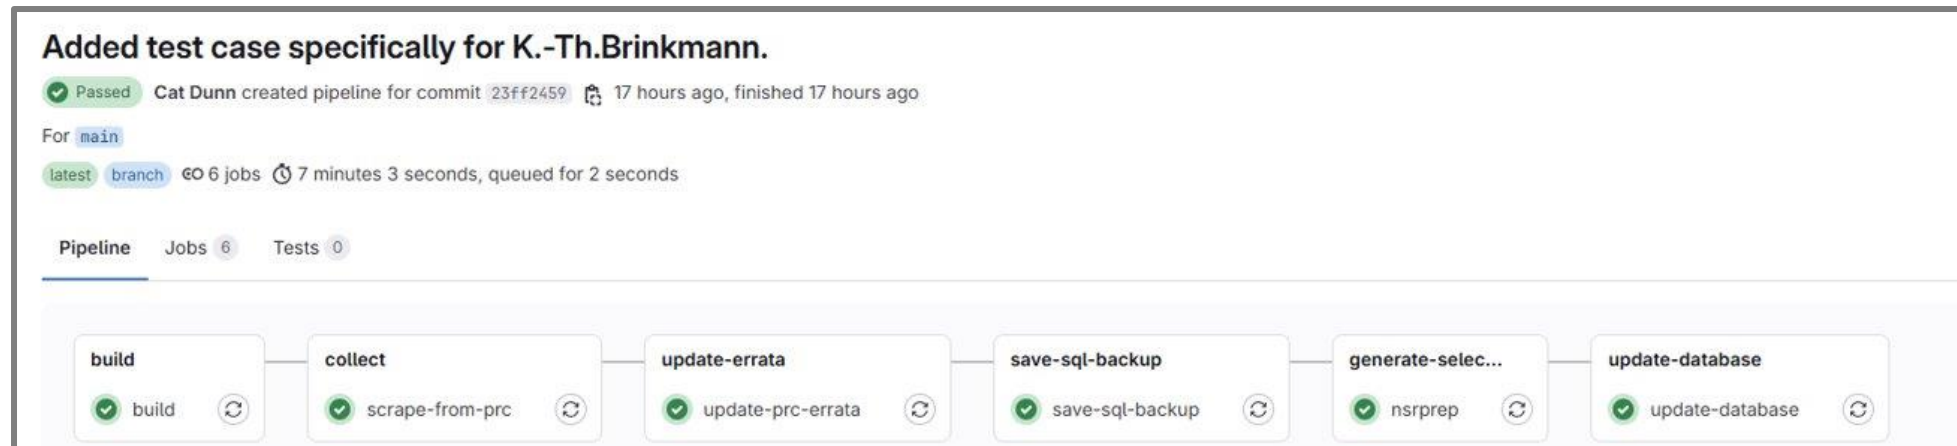 Added test case specifically for K.-Th.Brinkmann.
Passed Cat Dunn created pipeline for commit 23ff2459 17 hours ago, finished 17 hours ago
For main
latest branch 6 jobs 7 minutes 3 seconds, queued for 2 seconds
Pipeline Jobs 6 Tests 0
build collect update-errata save-sql-backup generate-selec... update-database
build scrape-from-prc update-prc-errata save-sql-backup nsrprep update-database